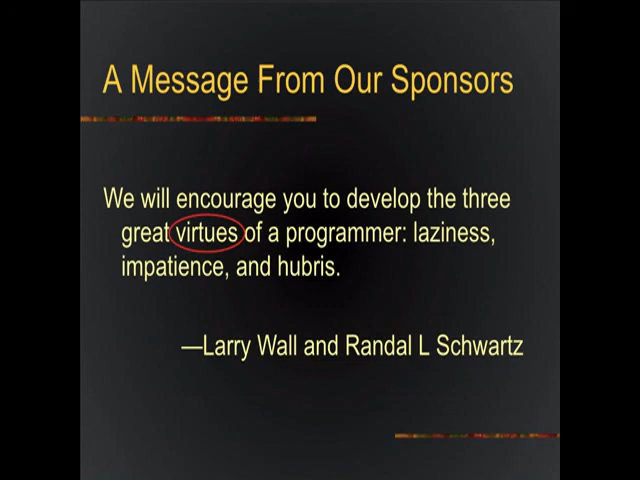 A Message From Our Sponsors
We will encourage you to develop the three
great virtues of a programmer: laziness,
impatience, and hubris.
—Larry Wall and Randal L Schwartz